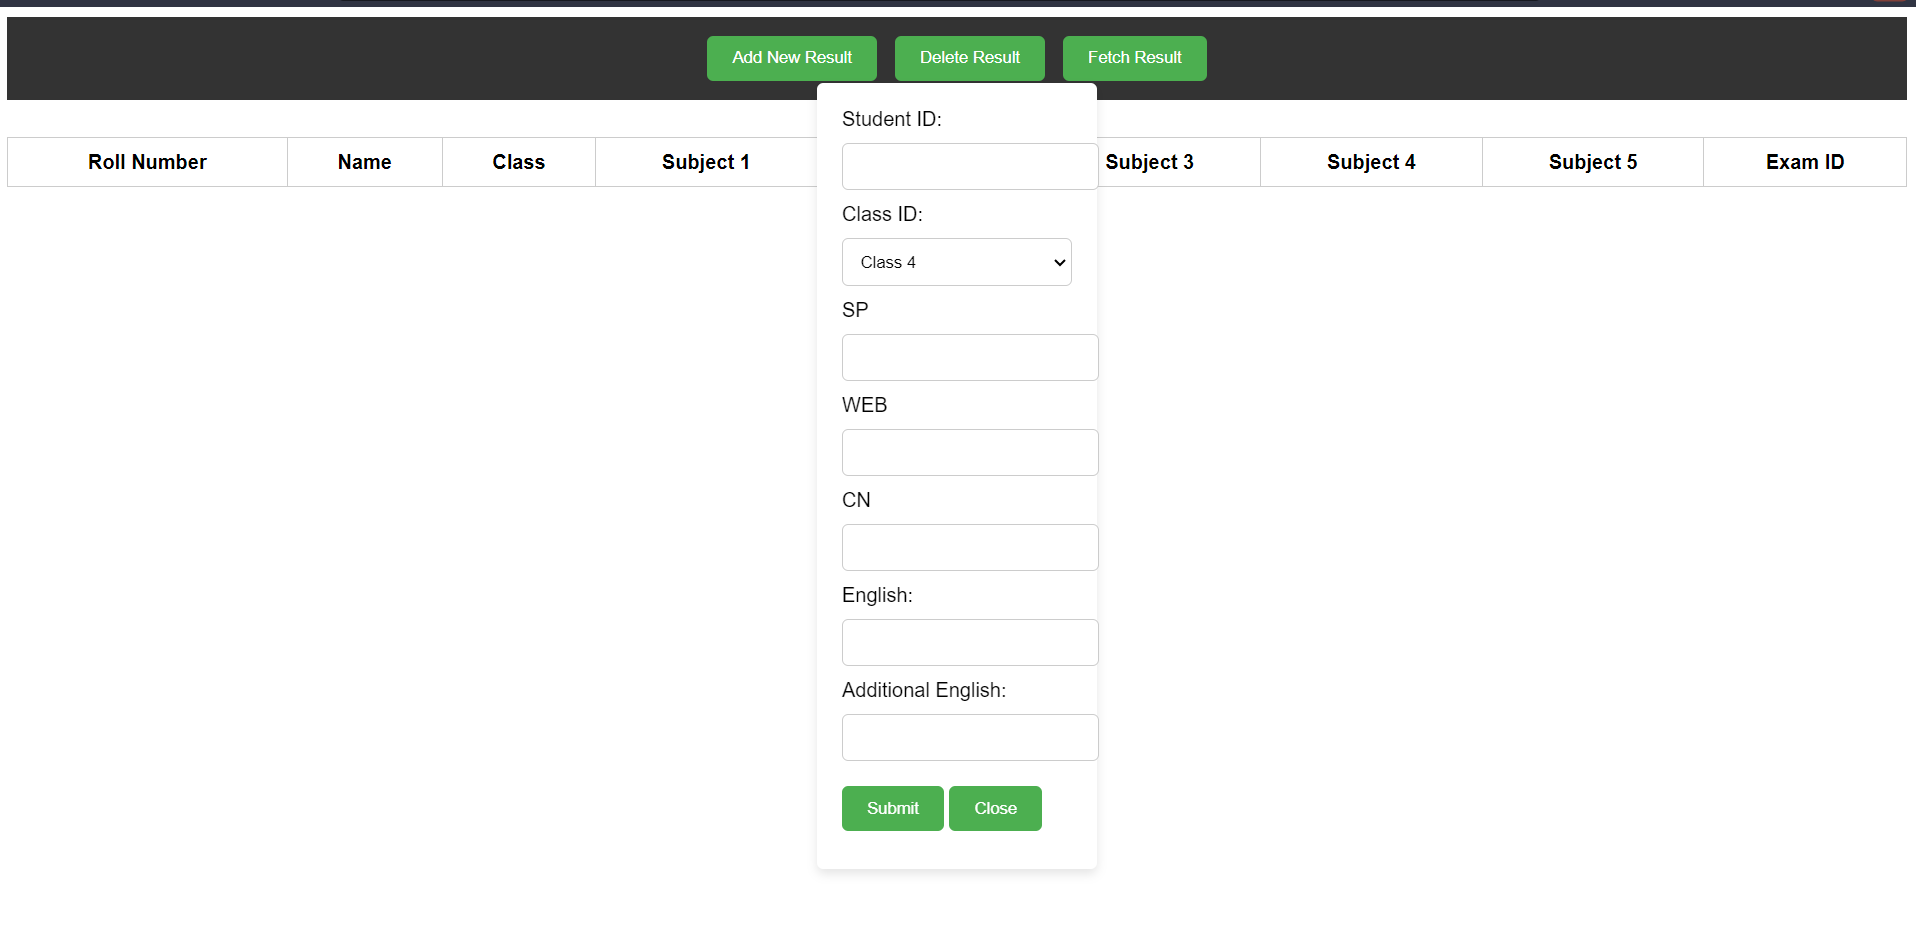 Add New Result Delete Result Fetch Result
Roll Number Name Class Subject 1 Subject 3 Subject 4 Subject 5 Exam ID
Student ID:
Class ID:
Class 4
SP
WEB
CN
English:
Additional English:
Submit Close